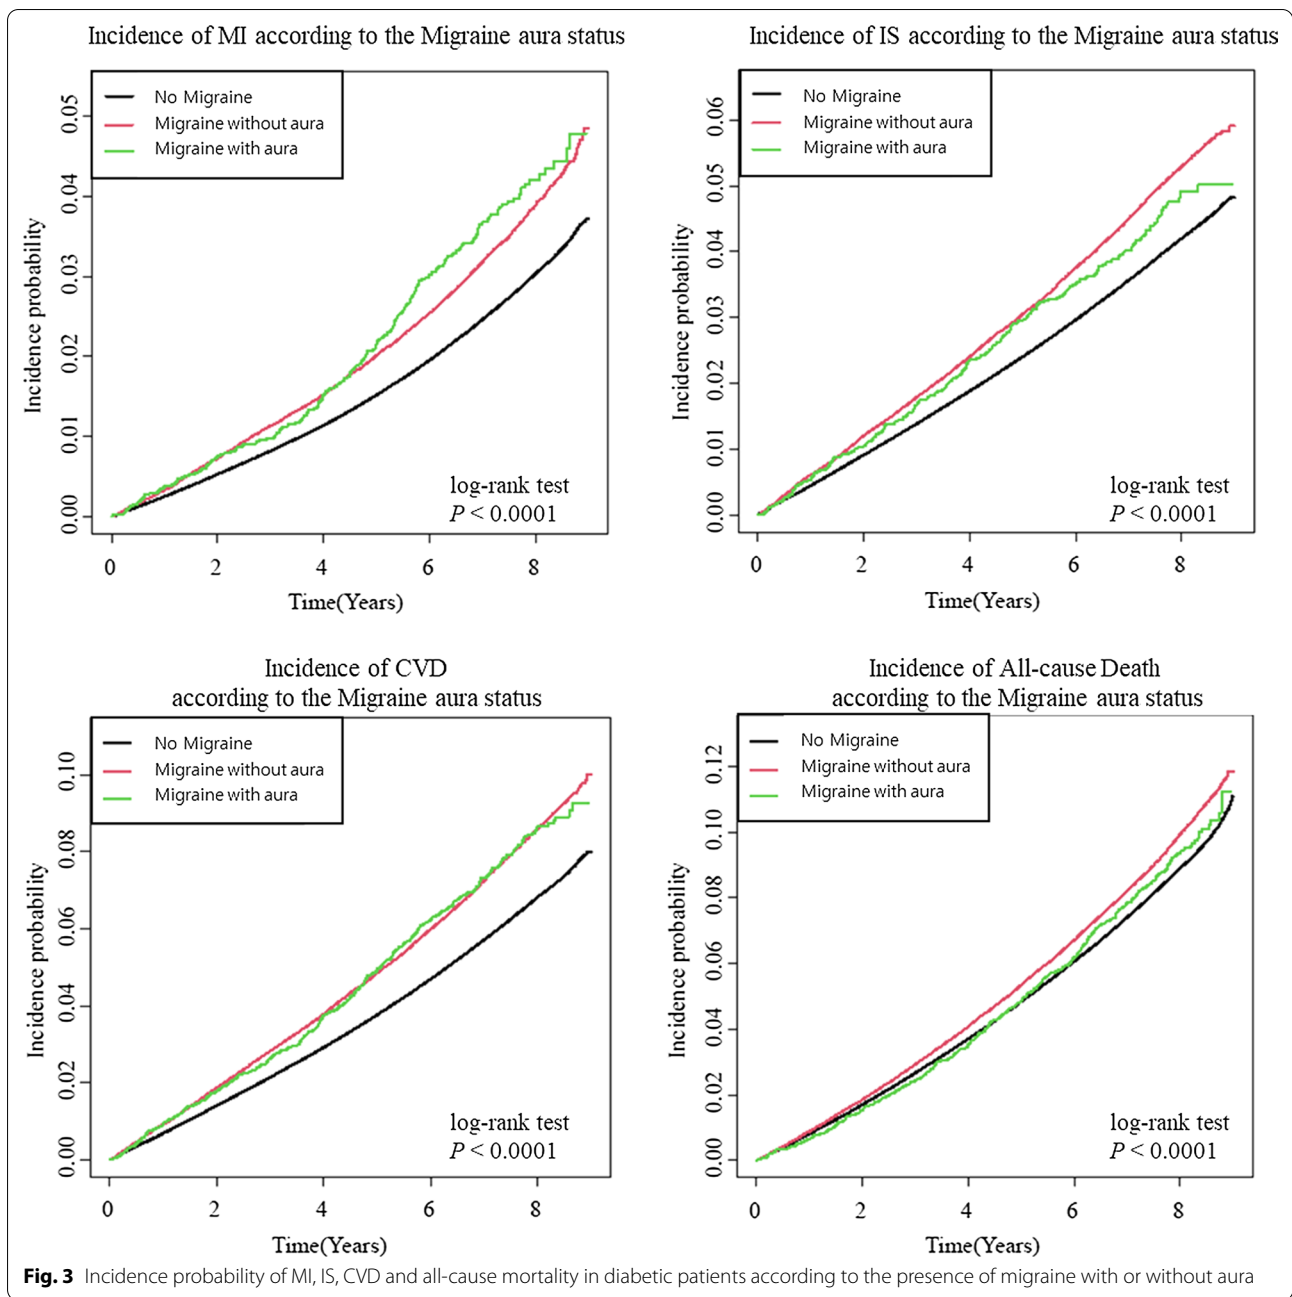 Incidence of MI according to the Migraine aura status
No Migraine
Migraine without aura
Migraine with aura
Incidence probability
0.05
0.04
0.03
0.02
0.01
0.00
log-rank test
P < 0.0001
0 2 4 6 8
Time(Years)
Incidence of IS according to the Migraine aura status
No Migraine
Migraine without aura
Migraine with aura
Incidence probability
0.06
0.05
0.04
0.03
0.02
0.01
0.00
log-rank test
P < 0.0001
0 2 4 6 8
Time(Years)
Incidence of CVD
according to the Migraine aura status
No Migraine
Migraine without aura
Migraine with aura
Incidence probability
0.10
0.08
0.06
0.04
0.02
0.00
log-rank test
P < 0.0001
0 2 4 6 8
Time(Years)
Incidence of All-cause Death
according to the Migraine aura status
No Migraine
Migraine without aura
Migraine with aura
Incidence probability
0.12
0.10
0.08
0.06
0.04
0.02
0.00
log-rank test
P < 0.0001
0 2 4 6 8
Time(Years)
Fig. 3 Incidence probability of MI, IS, CVD and all-cause mortality in diabetic patients according to the presence of migraine with or without aura